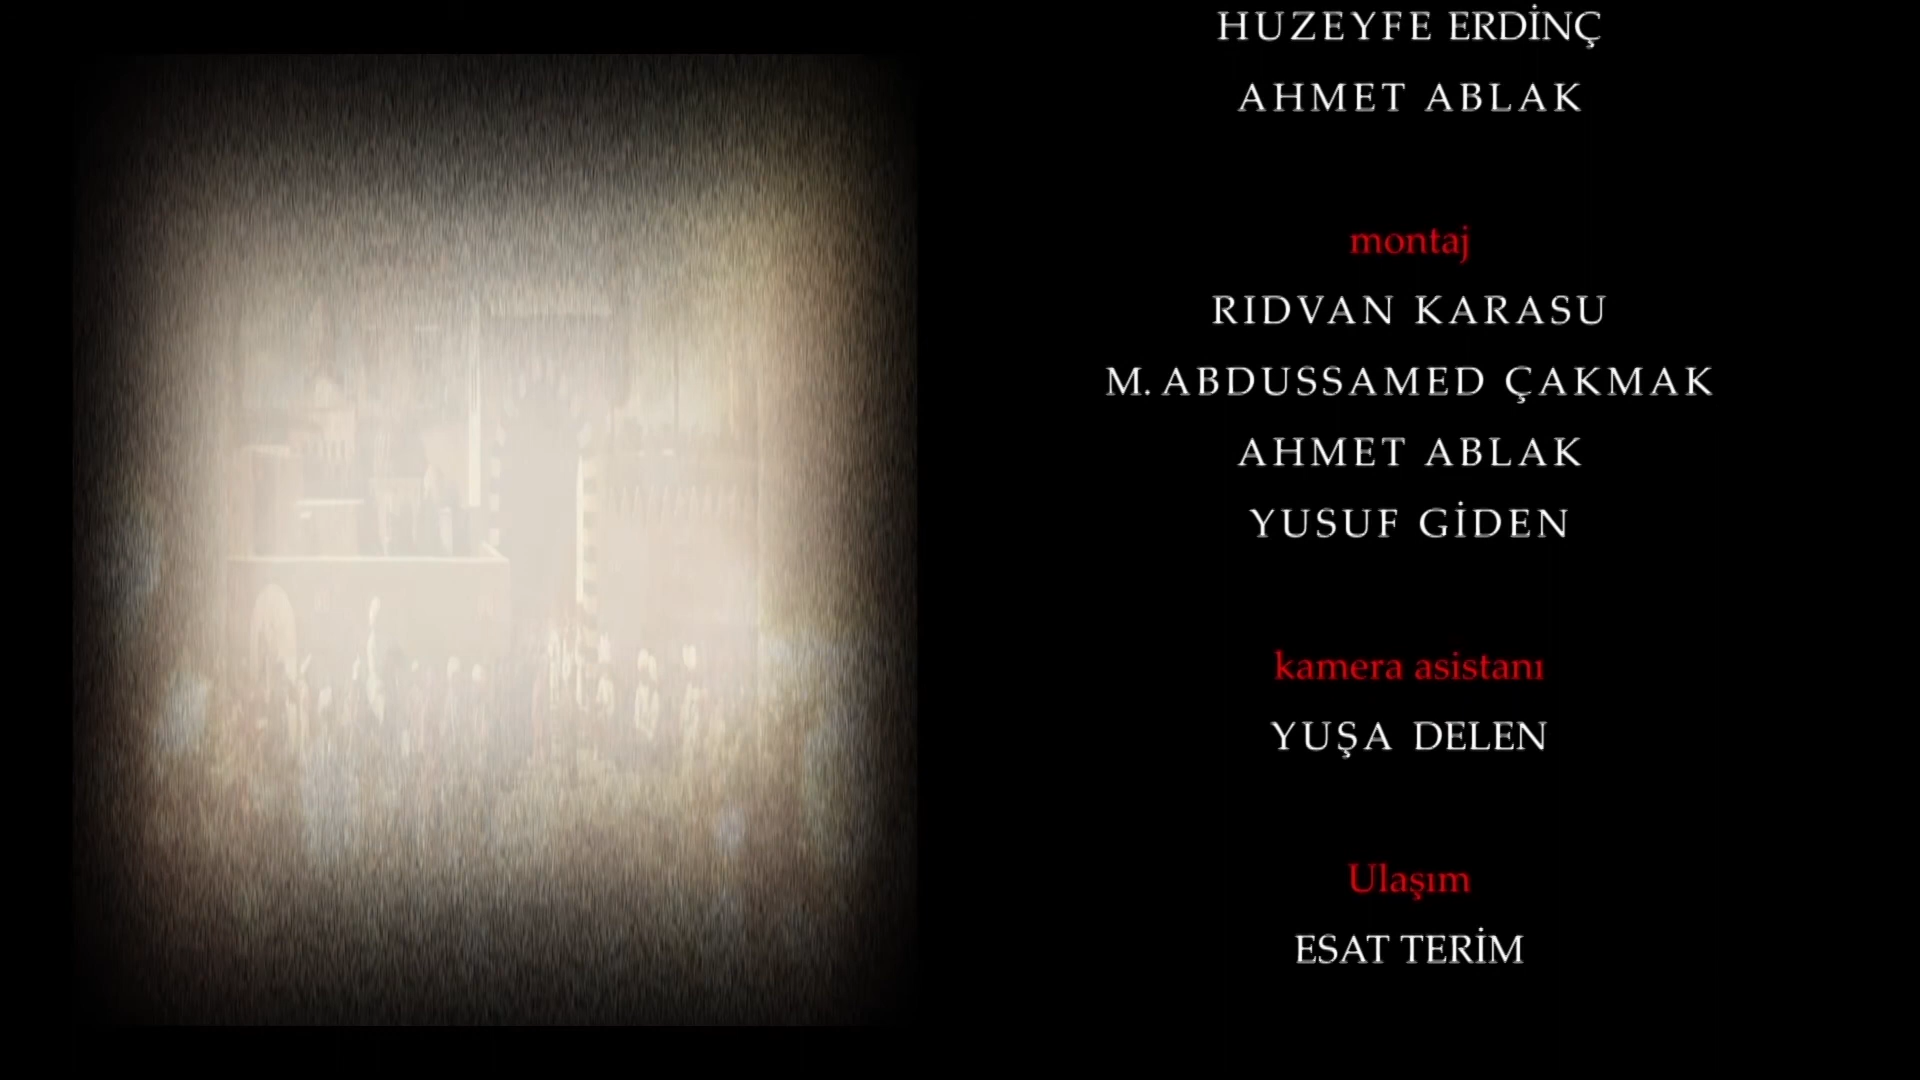 HUZEYFE ERDİNÇ
AHMET ABLAK
montaj
RIDVAN KARASU
M. ABDUSSAMED ÇAKMAK
AHMET ABLAK
YUSUF GİDEN
kamera asistanı
YUŞA DELEN
Ulaşım
ESAT TERİM